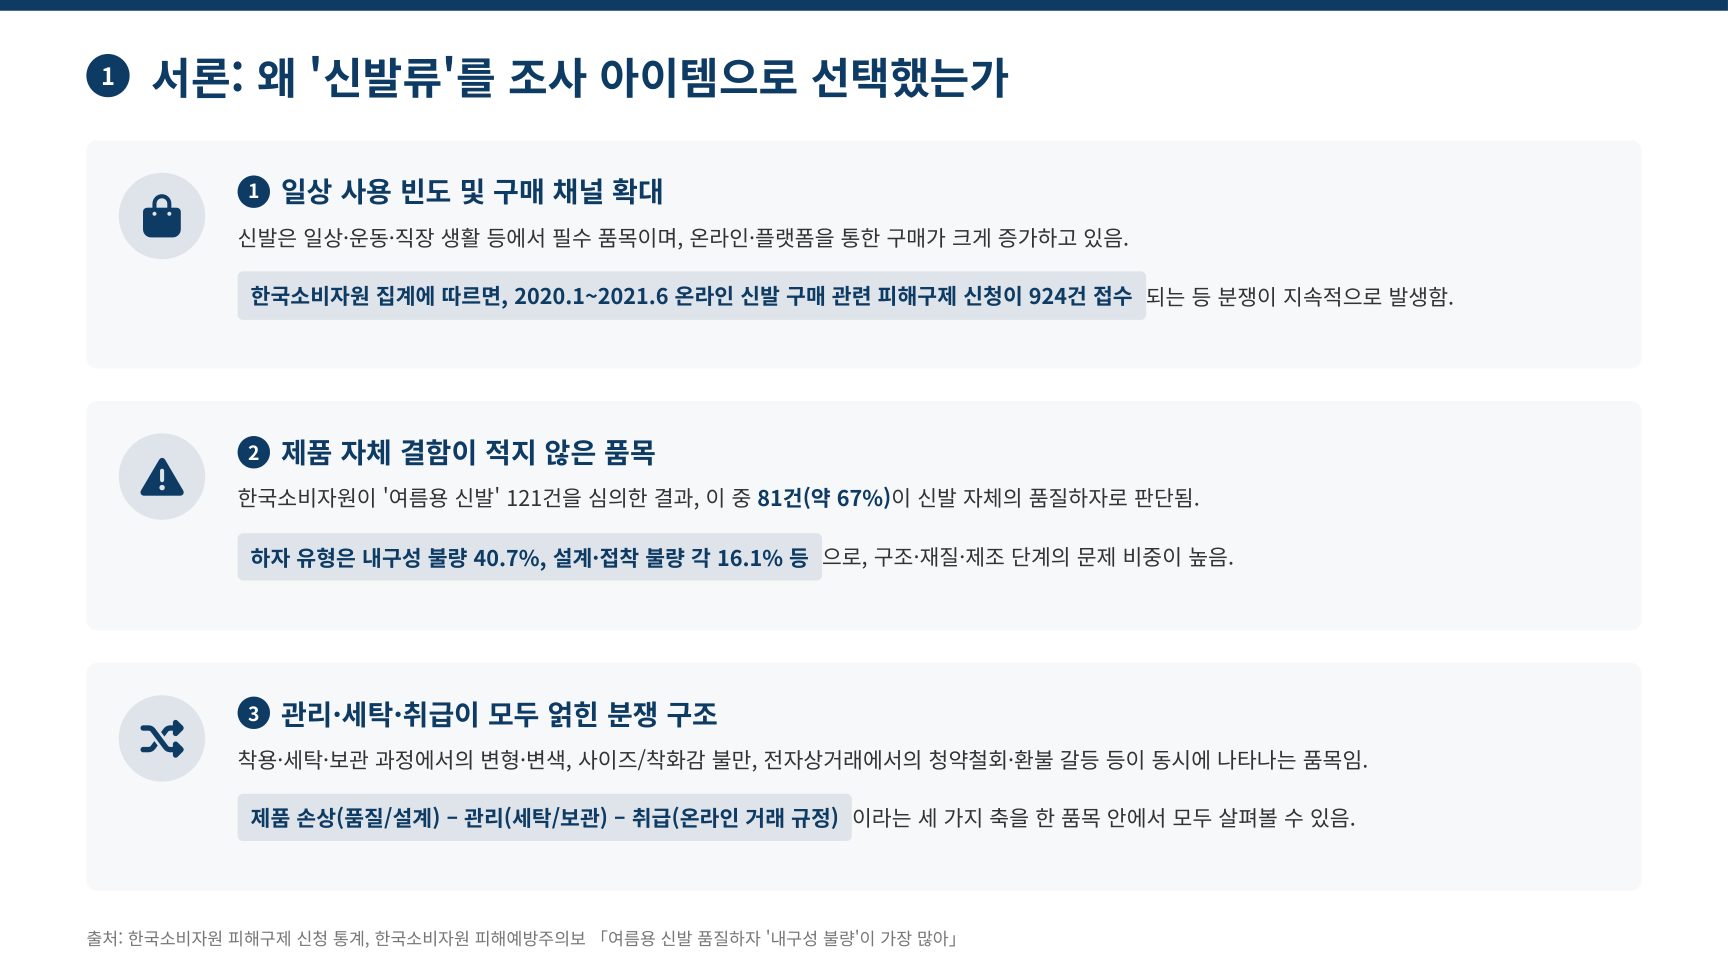 1 서론: 왜 '신발류'를 조사 아이템으로 선택했는가
1 일상 사용 빈도 및 구매 채널 확대
신발은 일상·운동·직장 생활 등에서 필수 품목이며, 온라인·플랫폼을 통한 구매가 크게 증가하고 있음.
한국소비자원 집계에 따르면, 2020.1~2021.6 온라인 신발 구매 관련 피해구제 신청이 924건 접수되는 등 분쟁이 지속적으로 발생함.
2 제품 자체 결함이 적지 않은 품목
한국소비자원이 '여름용 신발' 121건을 심의한 결과, 이 중 81건(약 67%)이 신발 자체의 품질하자로 판단됨.
하자 유형은 내구성 불량 40.7%, 설계·접착 불량 각 16.1% 등으로, 구조·재질·제조 단계의 문제 비중이 높음.
3 관리·세탁·취급이 모두 얽힌 분쟁 구조
착용·세탁·보관 과정에서의 변형·변색, 사이즈/착화감 불만, 전자상거래에서의 청약철회·환불 갈등 등이 동시에 나타나는 품목임.
제품 손상(품질/설계) – 관리(세탁/보관) – 취급(온라인 거래 규정)이라는 세 가지 축을 한 품목 안에서 모두 살펴볼 수 있음.
출처: 한국소비자원 피해구제 신청 통계, 한국소비자원 피해예방주의보 「여름용 신발 품질하자 '내구성 불량'이 가장 많아」